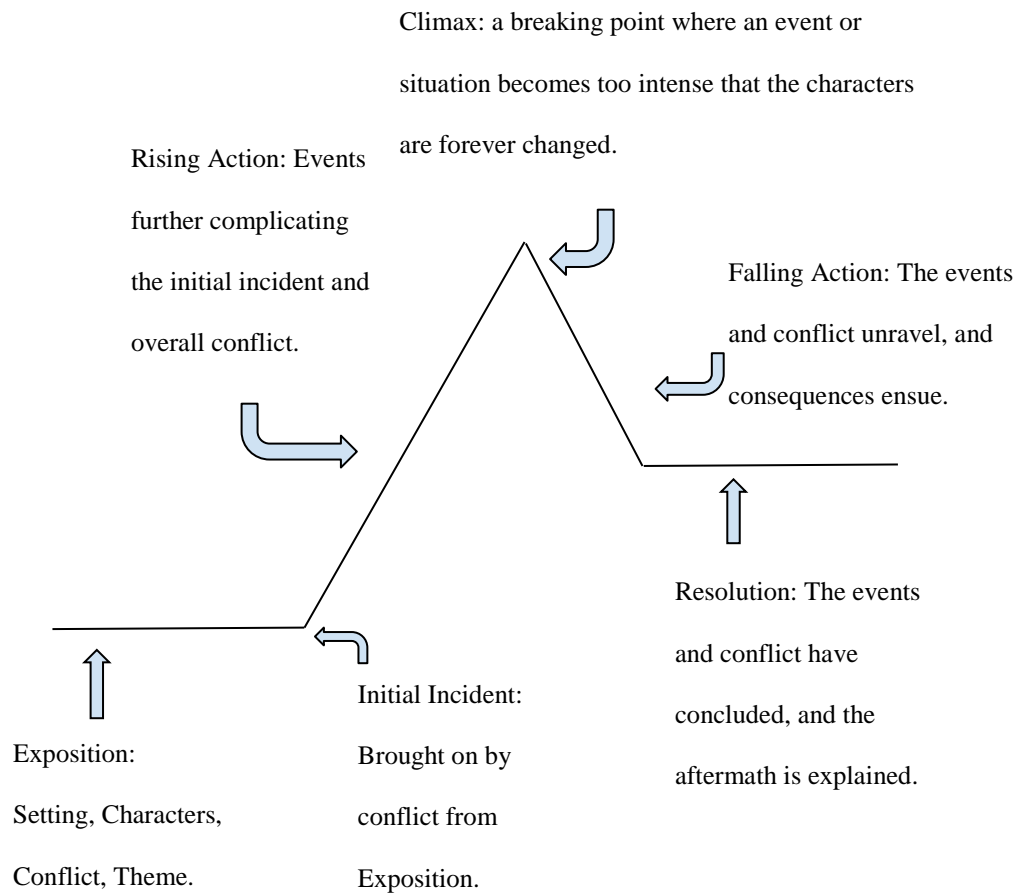 Climax: a breaking point where an event or
situation becomes too intense that the characters
are forever changed.
Rising Action: Events
further complicating
the initial incident and
overall conflict.
Falling Action: The events
and conflict unravel, and
consequences ensue.
Resolution: The events
and conflict have
concluded, and the
aftermath is explained.
Initial Incident:
Brought on by
conflict from
Exposition.
Exposition:
Setting, Characters,
Conflict, Theme.